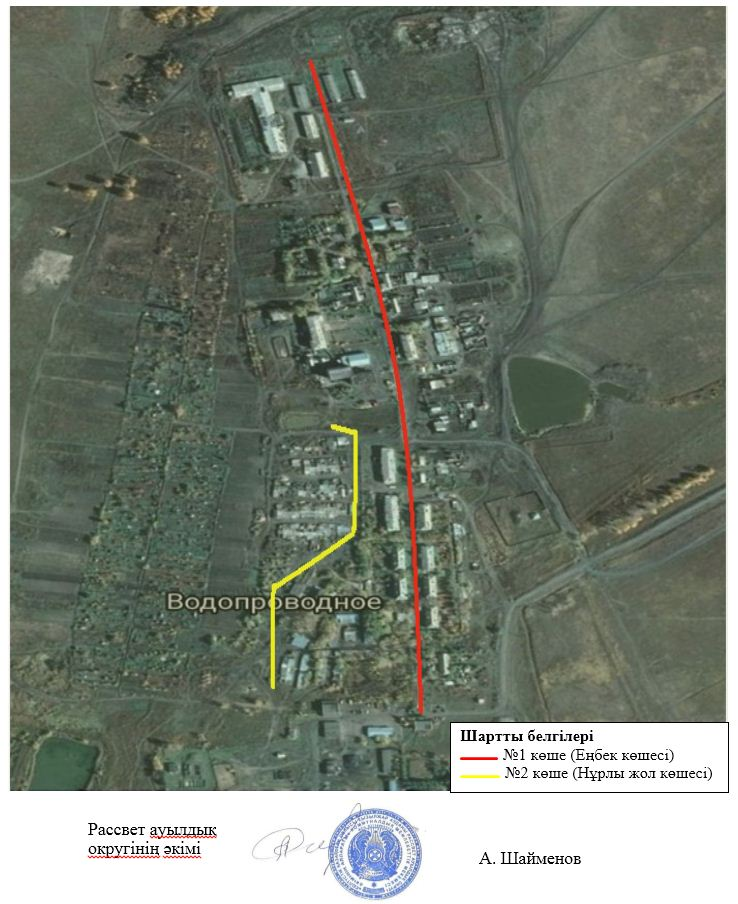 Водопроводное
Шартты белгілері
№1 көше (Еңбек көшесі)
№2 көше (Нұрлы жол көшесі)
Рассвет ауылдық
округінің әкімі
А. Шайменов